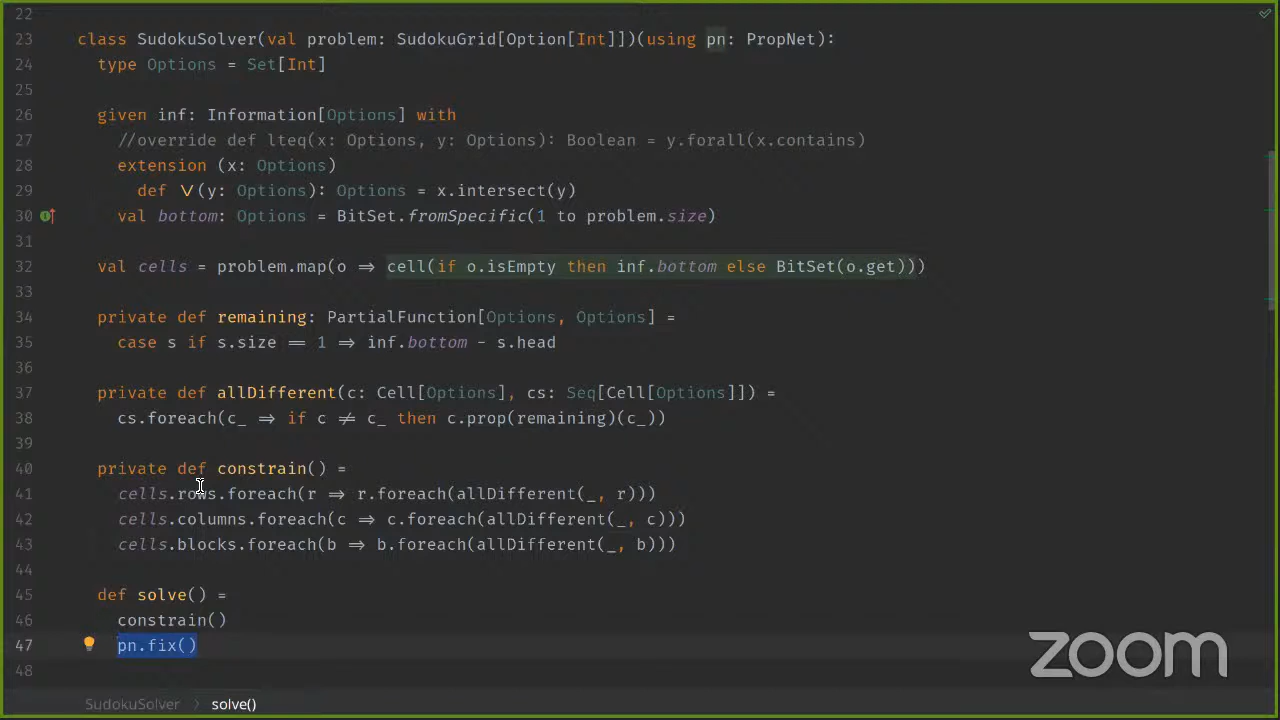 22
23 class SudokuSolver(val problem: SudokuGrid[Option[Int]])(using pn: PropNet):
24 type Options = Set[Int]
25
26 given inf: Information[Options] with
27 //override def lteq(x: Options, y: Options): Boolean = y.forall(x.contains)
28 extension (x: Options)
29 def \/(y: Options): Options = x.intersect(y)
30 val bottom: Options = BitSet.fromSpecific(1 to problem.size)
31
32 val cells = problem.map(o => cell(if o.isEmpty then inf.bottom else BitSet(o.get)))
33
34 private def remaining: PartialFunction[Options, Options] =
35 case s if s.size == 1 => inf.bottom - s.head
36
37 private def allDifferent(c: Cell[Options], cs: Seq[Cell[Options]]) =
38 cs.foreach(c_ => if c != c_ then c.prop(remaining)(c_))
39
40 private def constrain() =
41 cells.rows.foreach(r => r.foreach(allDifferent(_, r)))
42 cells.columns.foreach(c => c.foreach(allDifferent(_, c)))
43 cells.blocks.foreach(b => b.foreach(allDifferent(_, b)))
44
45 def solve() =
46 constrain()
47 pn.fix()
48
zoom
SudokuSolver > solve()